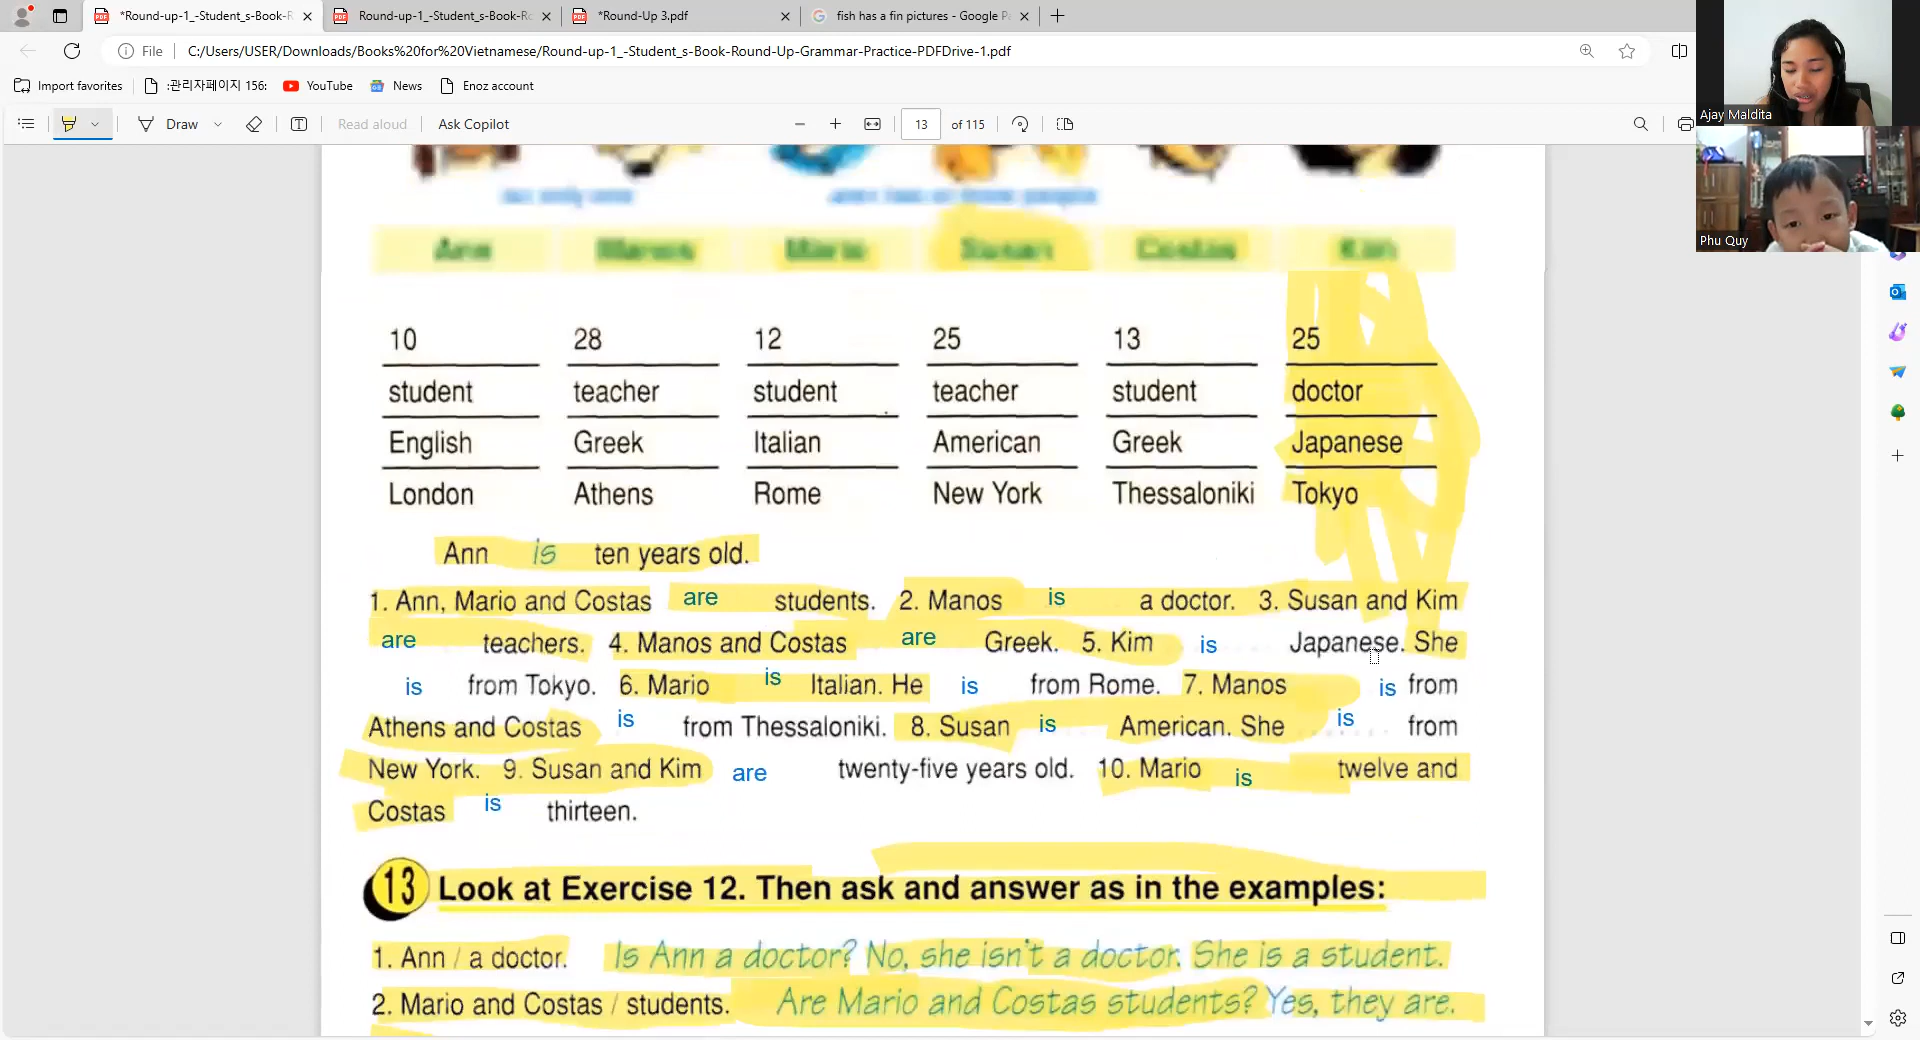 *Round-up-1_-Student_s-Book-R
Round-up-1_-Student_s-Book-Ro
*Round-Up 3.pdf
fish has a fin pictures - Google
File
C:/Users/USER/Downloads/Books%20for%20Vietnamese/Round-up-1_-Student_s-Book-Round-Up-Grammar-Practice-PDFDrive-1.pdf
Import favorites
:관리자페이지 156:
YouTube
News
Enoz account
Draw
Read aloud
Ask Copilot
13 of 115
Ajay Maldita
Phu Quy
Ann Manos Mario Susan Costas Kim
10 28 12 25 13 25
student teacher student teacher student doctor
English Greek Italian American Greek Japanese
London Athens Rome New York Thessaloniki Tokyo
Ann is ten years old.
1. Ann, Mario and Costas are students. 2. Manos is a doctor. 3. Susan and Kim
are teachers. 4. Manos and Costas are Greek. 5. Kim is Japanese. She
is from Tokyo. 6. Mario is Italian. He is from Rome. 7. Manos is from
Athens and Costas is from Thessaloniki. 8. Susan is American. She is from
New York. 9. Susan and Kim are twenty-five years old. 10. Mario is twelve and
Costas is thirteen.
13 Look at Exercise 12. Then ask and answer as in the examples:
1. Ann / a doctor. Is Ann a doctor? No, she isn't a doctor. She is a student.
2. Mario and Costas / students. Are Mario and Costas students? Yes, they are.